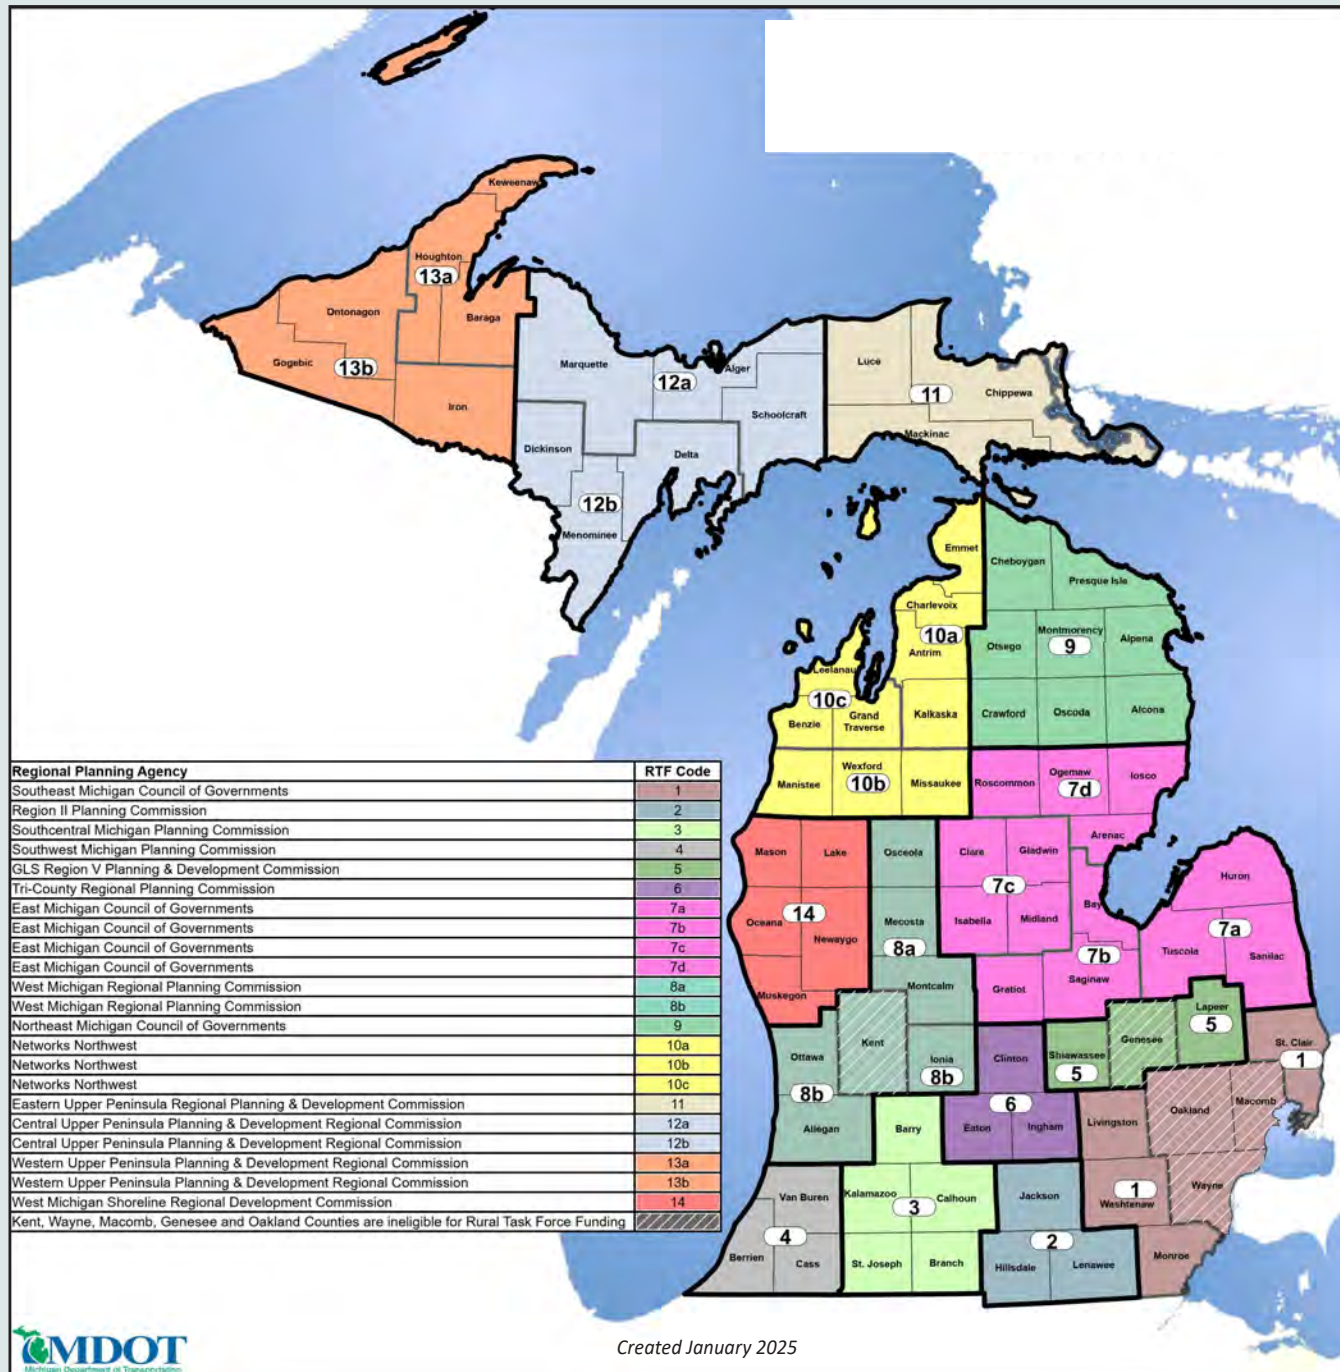 Keweenaw
Houghton
13a
Ontonagon
Baraga
Gogebic
13b
Iron
Marquette
12a
Alger
Schoolcraft
Dickinson
Delta
12b
Menominee
Luce
11
Chippewa
Mackinac
Emmet
Cheboygan
Presque Isle
Charlevoix
10a
Antrim
Otsego
Montmorency
9
Alpena
Leelanau
10c
Benzie
Grand
Traverse
Kalkaska
Crawford
Oscoda
Alcona
Manistee
Wexford
10b
Missaukee
Roscommon
Ogemaw
7d
Iosco
Arenac
Mason
Lake
Osceola
Clare
Gladwin
7c
Huron
Oceana
14
Newaygo
Mecosta
8a
Isabella
Midland
Bay
7a
Tuscola
Sanilac
7b
Saginaw
Muskegon
Montcalm
Gratiot
Lapeer
5
Ottawa
Kent
Ionia
8b
Clinton
Shiawassee
5
Genesee
St. Clair
1
8b
Allegan
Barry
6
Eaton
Ingham
Livingston
Oakland
Macomb
Van Buren
Kalamazoo
Calhoun
3
Jackson
1
Washtenaw
Wayne
4
Berrien
Cass
St. Joseph
Branch
2
Hillsdale
Lenawee
Monroe
Regional Planning Agency RTF Code
Southeast Michigan Council of Governments 1
Region II Planning Commission 2
Southcentral Michigan Planning Commission 3
Southwest Michigan Planning Commission 4
GLS Region V Planning & Development Commission 5
Tri-County Regional Planning Commission 6
East Michigan Council of Governments 7a
East Michigan Council of Governments 7b
East Michigan Council of Governments 7c
East Michigan Council of Governments 7d
West Michigan Regional Planning Commission 8a
West Michigan Regional Planning Commission 8b
Northeast Michigan Council of Governments 9
Networks Northwest 10a
Networks Northwest 10b
Networks Northwest 10c
Eastern Upper Peninsula Regional Planning & Development Commission 11
Central Upper Peninsula Planning & Development Regional Commission 12a
Central Upper Peninsula Planning & Development Regional Commission 12b
Western Upper Peninsula Planning & Development Regional Commission 13a
Western Upper Peninsula Planning & Development Regional Commission 13b
West Michigan Shoreline Regional Development Commission 14
Kent, Wayne, Macomb, Genesee and Oakland Counties are ineligible for Rural Task Force Funding
MDOT
Michigan Department of Transportation
Created January 2025